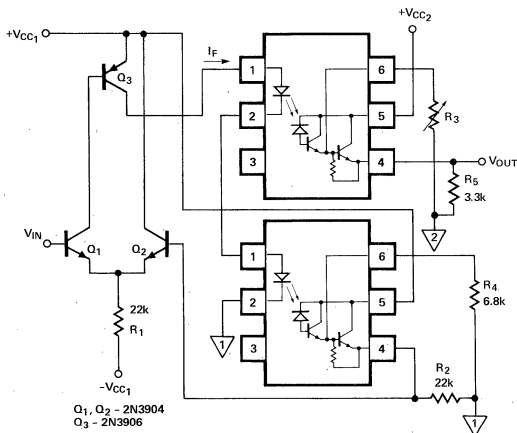 +VCC1
+VCC2
IF
Q3
1
2
3
6
5
4
R3
VOUT
R5
3.3k
2
VIN
Q1
Q2
22k
R1
-VCC1
1
1
2
3
6
5
4
R4
6.8k
R2
22k
1
Q1, Q2 - 2N3904
Q3 - 2N3906